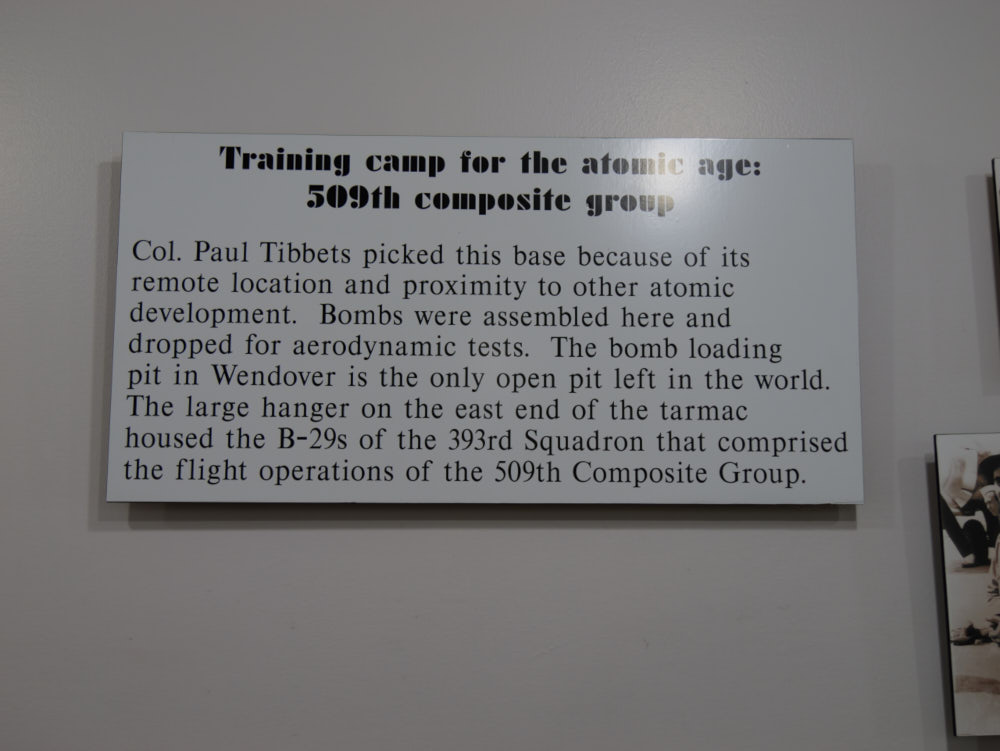 Training camp for the atomic age:
509th composite group
Col. Paul Tibbets picked this base because of its
remote location and proximity to other atomic
development.  Bombs were assembled here and
dropped for aerodynamic tests.  The bomb loading
pit in Wendover is the only open pit left in the world.
The large hanger on the east end of the tarmac
housed the B-29s of the 393rd Squadron that comprised
the flight operations of the 509th Composite Group.